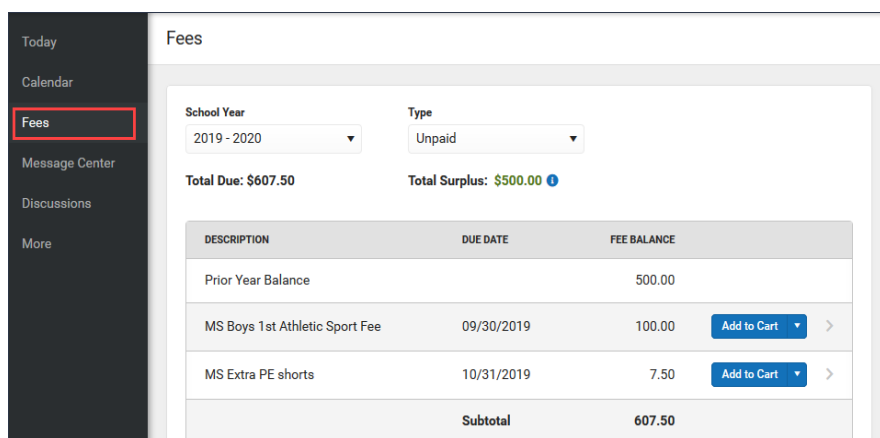 Today
Calendar
Fees
Message Center
Discussions
More
Fees
School Year Type
2019 - 2020 Unpaid
Total Due: $607.50 Total Surplus: $500.00
DESCRIPTION DUE DATE FEE BALANCE
Prior Year Balance 500.00
MS Boys 1st Athletic Sport Fee 09/30/2019 100.00 Add to Cart
MS Extra PE shorts 10/31/2019 7.50 Add to Cart
Subtotal 607.50